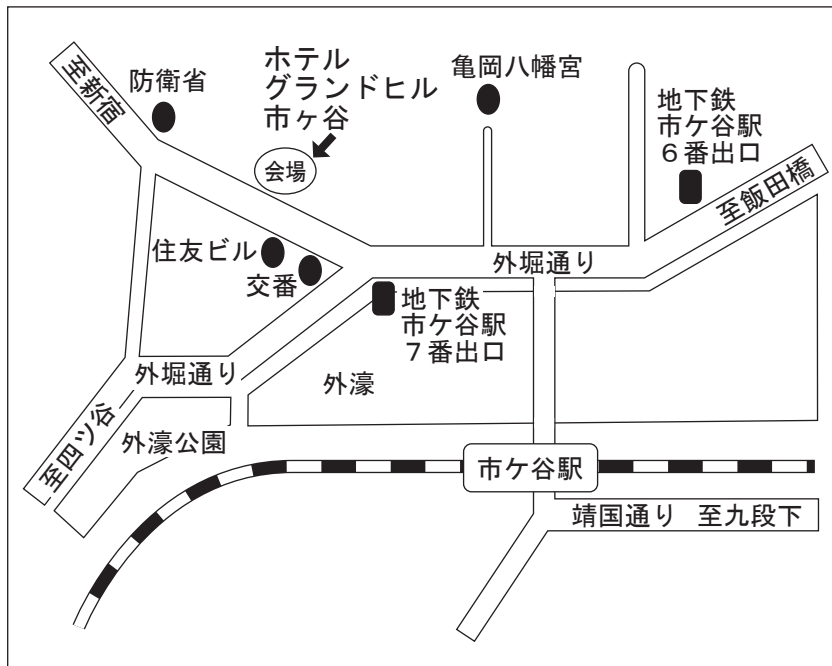 至新宿
防衛省
ホテル
グランドヒル
市ヶ谷
会場
亀岡八幡宮
地下鉄
市ケ谷駅
６番出口
至飯田橋
住友ビル
交番
外堀通り
地下鉄
市ケ谷駅
７番出口
外堀通り
外濠
至四ツ谷
外濠公園
市ケ谷駅
靖国通り　至九段下